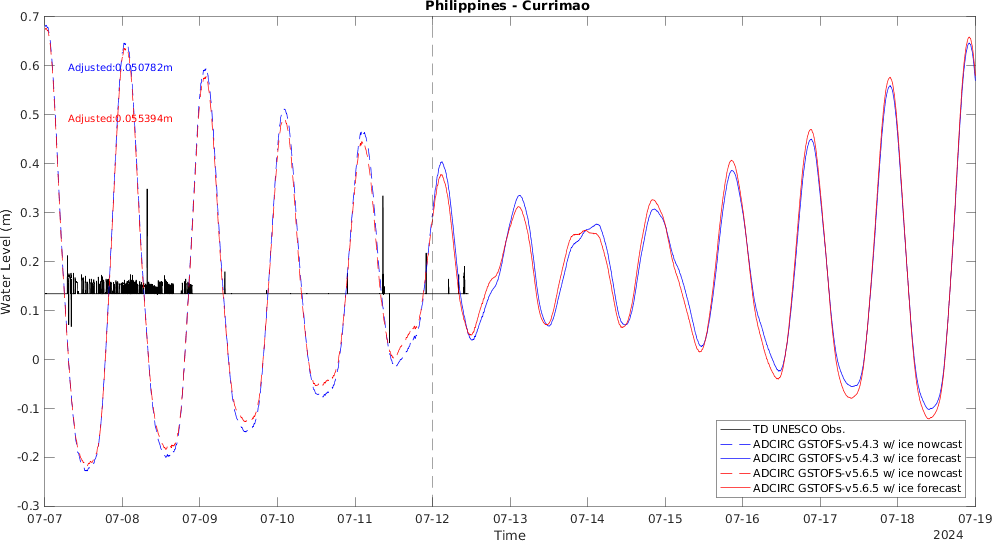 Philippines - Currimao
0.7
0.6
0.5
0.4
0.3
0.2
0.1
0
-0.1
-0.2
-0.3
Water Level (m)
Adjusted:0.050782m
Adjusted:0.055394m
TD UNESCO Obs.
ADCIRC GSTOFS-v5.4.3 w/ ice nowcast
ADCIRC GSTOFS-v5.4.3 w/ ice forecast
ADCIRC GSTOFS-v5.6.5 w/ ice nowcast
ADCIRC GSTOFS-v5.6.5 w/ ice forecast
07-07 07-08 07-09 07-10 07-11 07-12 07-13 07-14 07-15 07-16 07-17 07-18 07-19
Time
2024